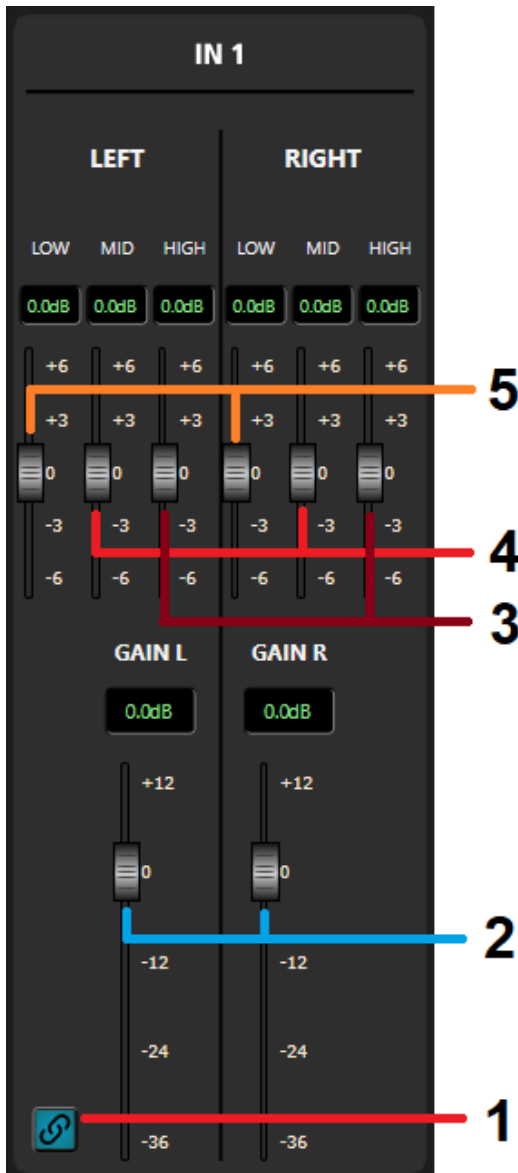 IN 1
LEFT RIGHT
LOW MID HIGH LOW MID HIGH
0.0dB 0.0dB 0.0dB 0.0dB 0.0dB 0.0dB
+6 +6 +6 +6 +6 +6
5
+3 +3 +3 +3 +3 +3
0 0 0 0 0 0
-3 -3 -3 -3 -3 -3
4
-6 -6 -6 -6 -6 -6
3
GAIN L GAIN R
0.0dB 0.0dB
+12 +12
0 0
2
-12 -12
-24 -24
1
-36 -36